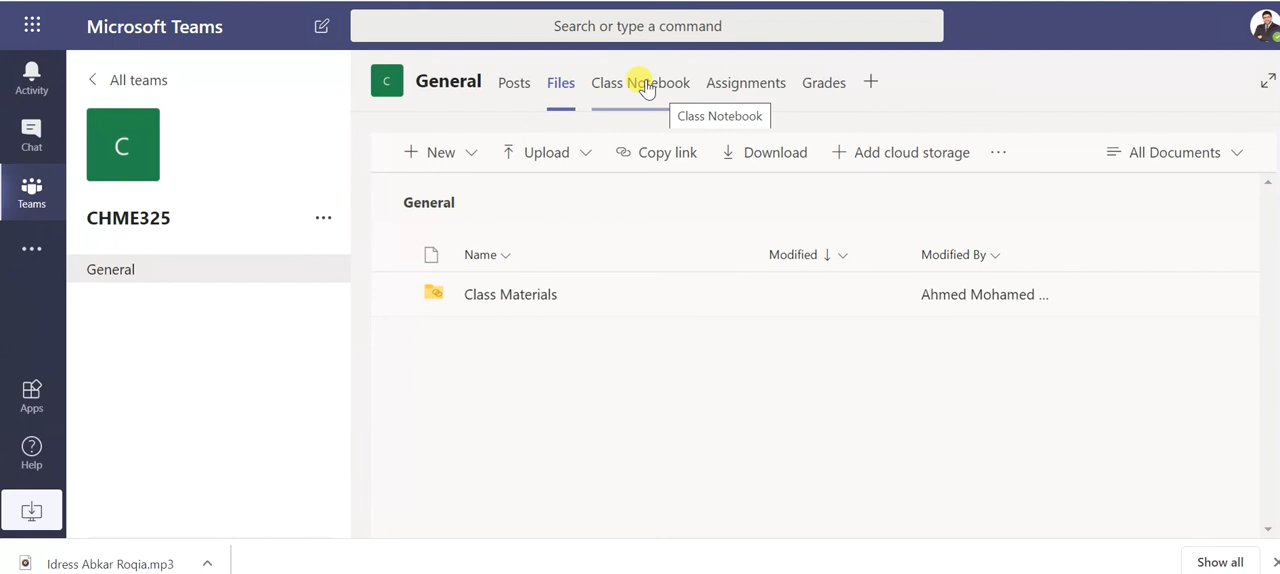 Microsoft Teams
Search or type a command
Activity
Chat
Teams
Apps
Help
All teams
C
CHME325
General
C
General Posts Files Class Notebook Assignments Grades
Class Notebook
New Upload Copy link Download Add cloud storage ... All Documents
General
Name Modified Modified By
Class Materials Ahmed Mohamed ...
Idress Abkar Roqia.mp3
Show all